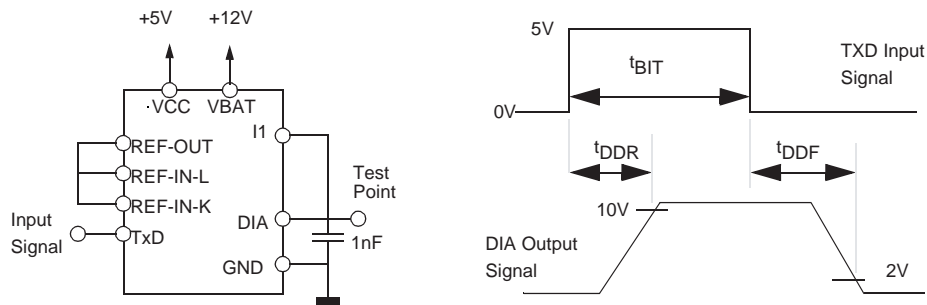 +5V
+12V
VCC
VBAT
I1
REF-OUT
REF-IN-L
REF-IN-K
Input
Signal
TxD
DIA
GND
Test
Point
1nF
5V
0V
tBIT
TXD Input
Signal
tDDR
tDDF
10V
DIA Output
Signal
2V